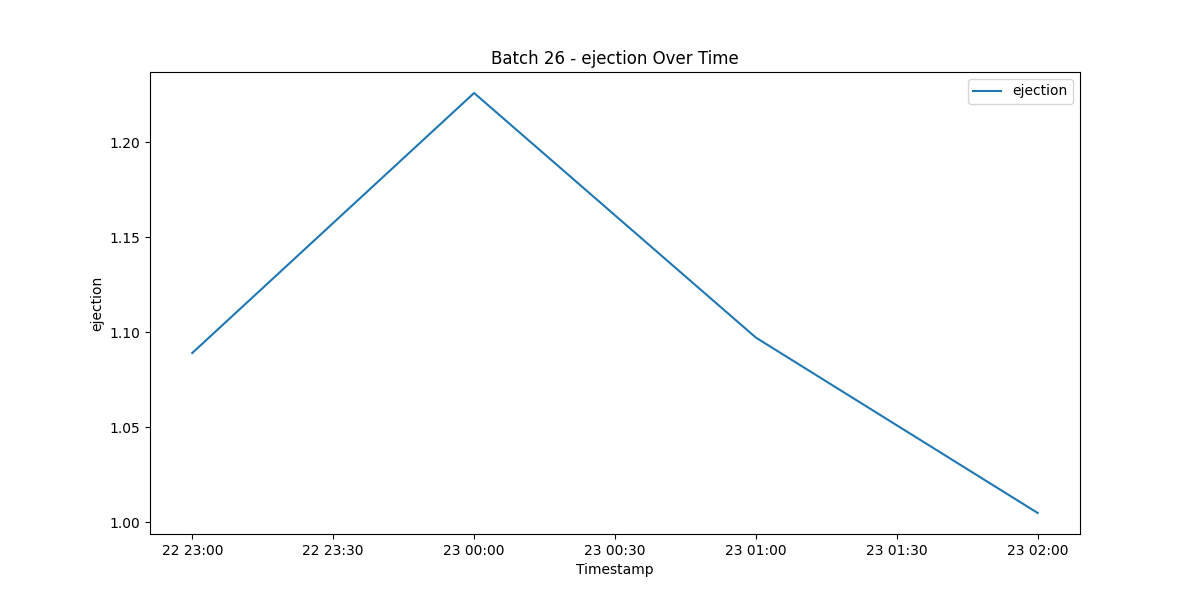 Batch 26 - ejection Over Time
ejection
1.20
1.15
1.10
1.05
1.00
ejection
22 23:00 22 23:30 23 00:00 23 00:30 23 01:00 23 01:30 23 02:00
Timestamp